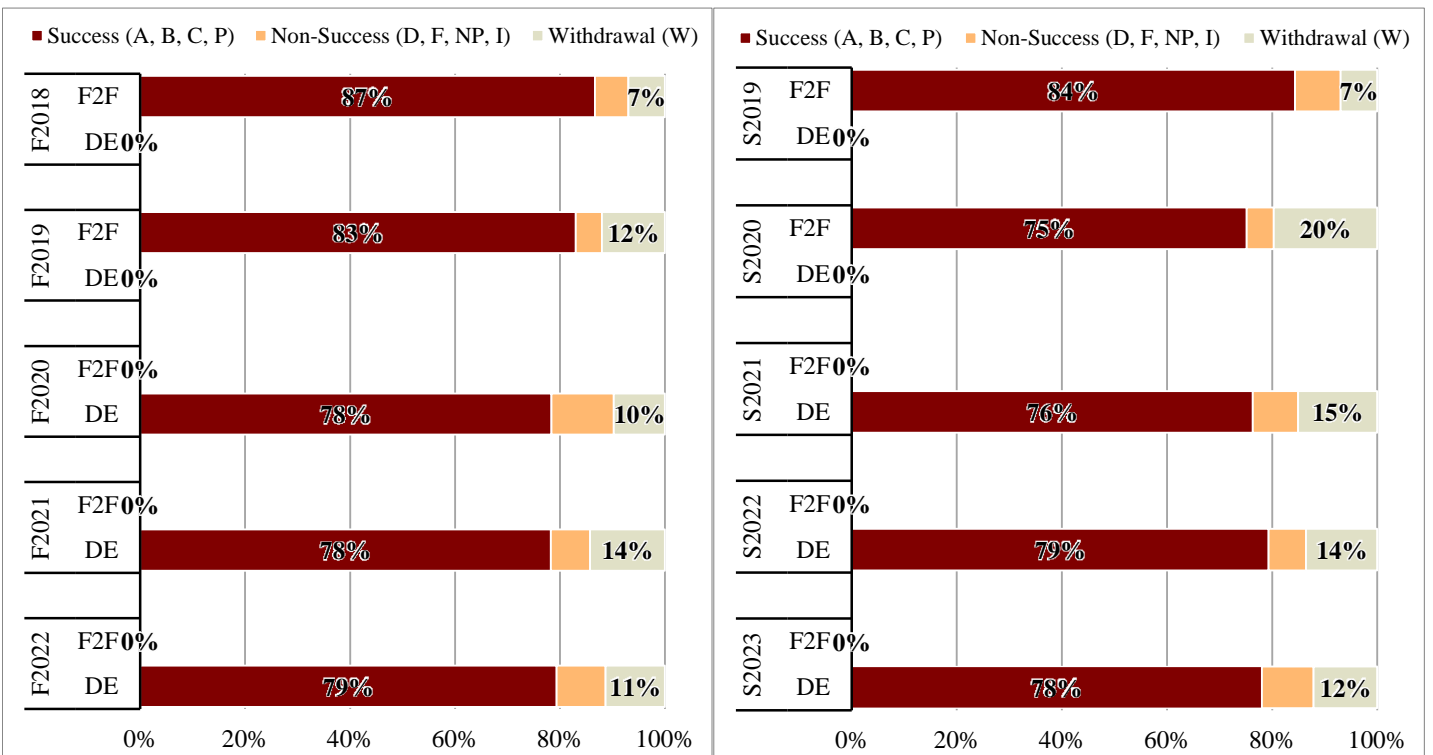 Success (A, B, C, P) Non-Success (D, F, NP, I) Withdrawal (W)
F2018
F2F 87% 7%
DE 0%
F2019
F2F 83% 12%
DE 0%
F2020
F2F 0%
DE 78% 10%
F2021
F2F 0%
DE 78% 14%
F2022
F2F 0%
DE 79% 11%
0% 20% 40% 60% 80% 100%
Success (A, B, C, P) Non-Success (D, F, NP, I) Withdrawal (W)
S2019
F2F 84% 7%
DE 0%
S2020
F2F 75% 20%
DE 0%
S2021
F2F 0%
DE 76% 15%
S2022
F2F 0%
DE 79% 14%
S2023
F2F 0%
DE 78% 12%
0% 20% 40% 60% 80% 100%